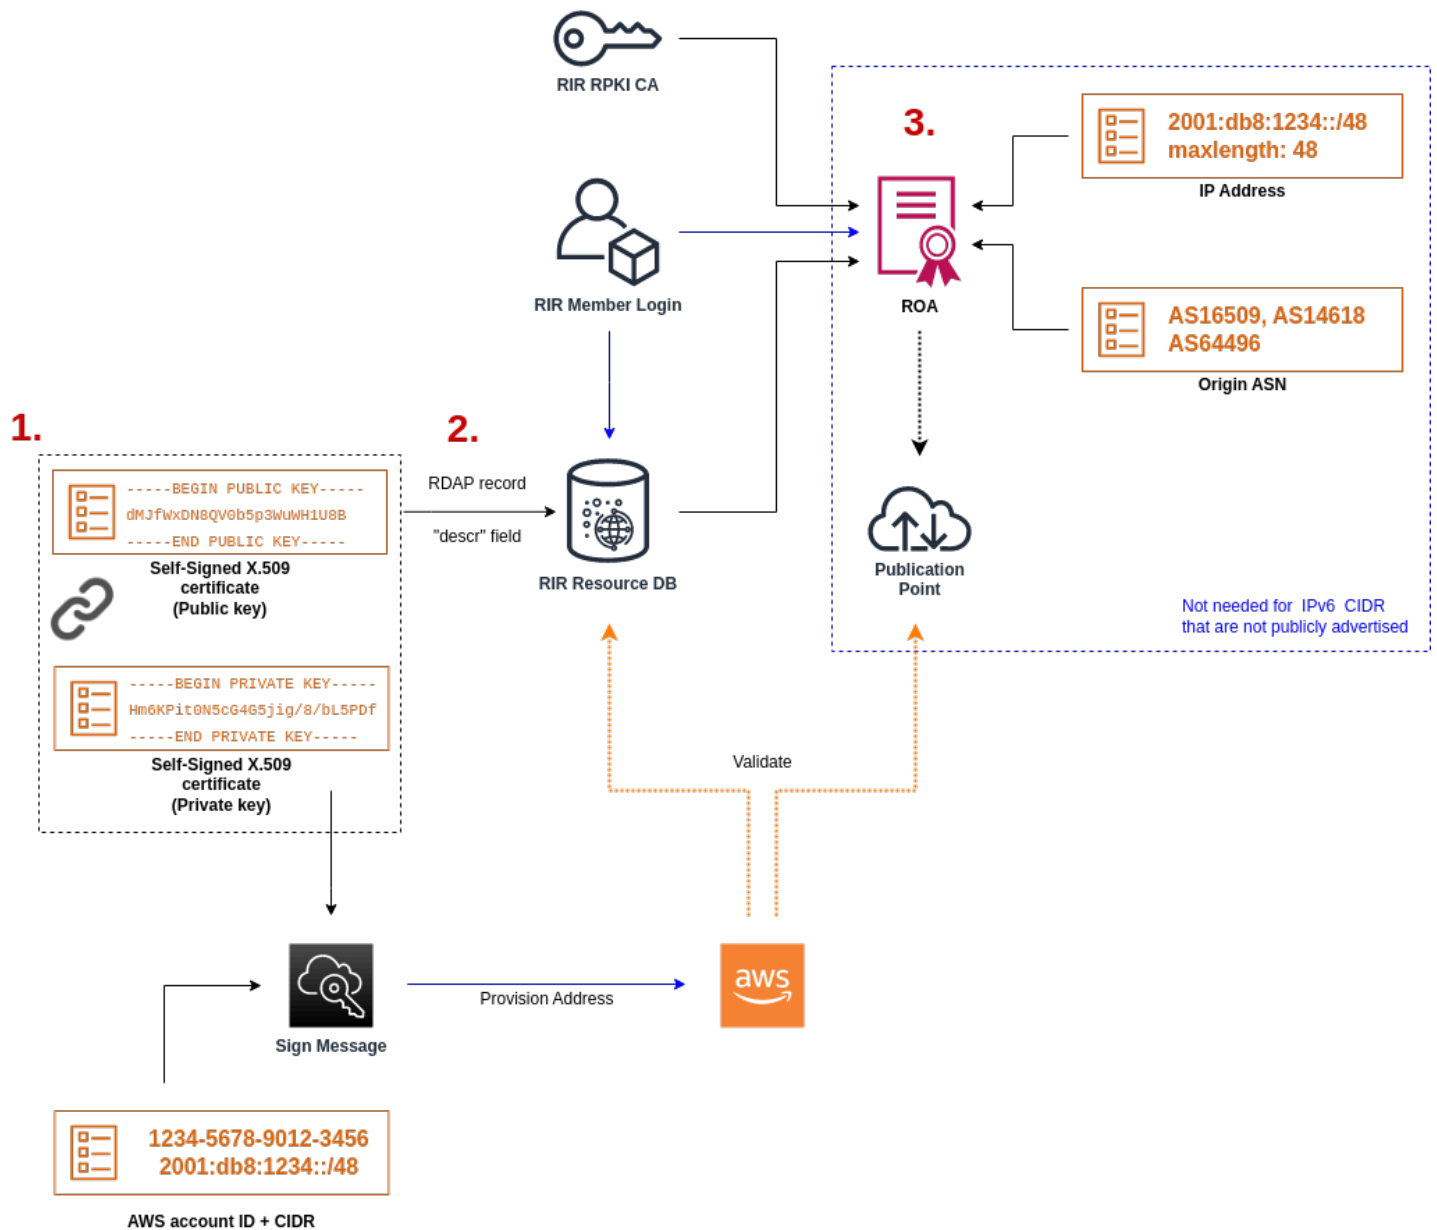 RIR RPKI CA
3.
2001:db8:1234::/48
maxlength: 48
IP Address
RIR Member Login
ROA
AS16509, AS14618
AS64496
Origin ASN
1.
2.
-----BEGIN PUBLIC KEY-----
dMJfWxDN8QV0b5p3WuWH1U8B
-----END PUBLIC KEY-----
Self-Signed X.509
certificate
(Public key)
RDAP record
"descr" field
RIR Resource DB
Publication
Point
Not needed for IPv6 CIDR
that are not publicly advertised
-----BEGIN PRIVATE KEY-----
Hm6KPit0N5cG4G5jig/8/bL5PDf
-----END PRIVATE KEY-----
Self-Signed X.509
certificate
(Private key)
Validate
aws
Provision Address
Sign Message
1234-5678-9012-3456
2001:db8:1234::/48
AWS account ID + CIDR